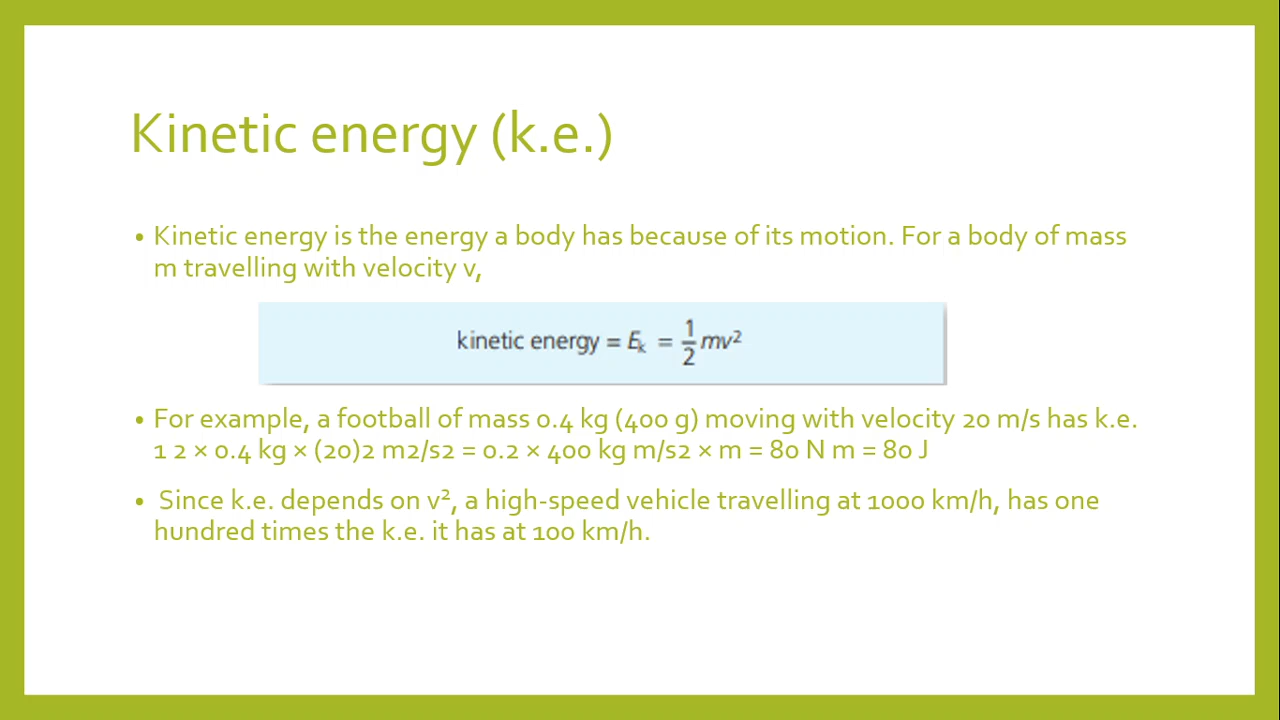 Kinetic energy (k.e.)
• Kinetic energy is the energy a body has because of its motion. For a body of mass
m travelling with velocity v,
kinetic energy = Eₖ = 1/2 mv²
• For example, a football of mass 0.4 kg (400 g) moving with velocity 20 m/s has k.e.
1 2 × 0.4 kg × (20)2 m2/s2 = 0.2 × 400 kg m/s2 × m = 80 N m = 80 J
• Since k.e. depends on v², a high-speed vehicle travelling at 1000 km/h, has one
hundred times the k.e. it has at 100 km/h.